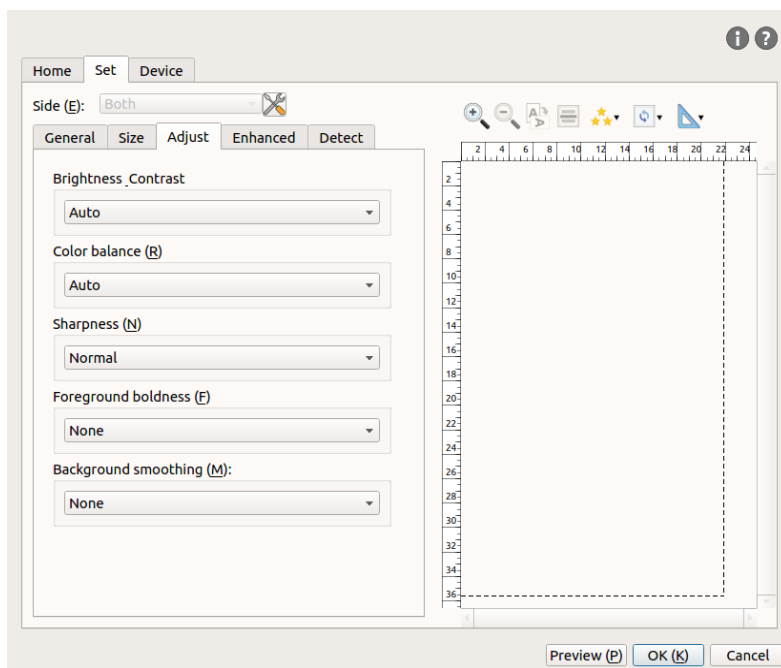 Home Set Device
Side (E): Both
General Size Adjust Enhanced Detect
Brightness_Contrast
Auto
Color balance (R)
Auto
Sharpness (N)
Normal
Foreground boldness (F)
None
Background smoothing (M):
None
2 4 6 8 10 12 14 16 18 20 22 24
2
4
6
8
10
12
14
16
18
20
22
24
26
28
30
32
34
36
Preview (P) OK (K) Cancel